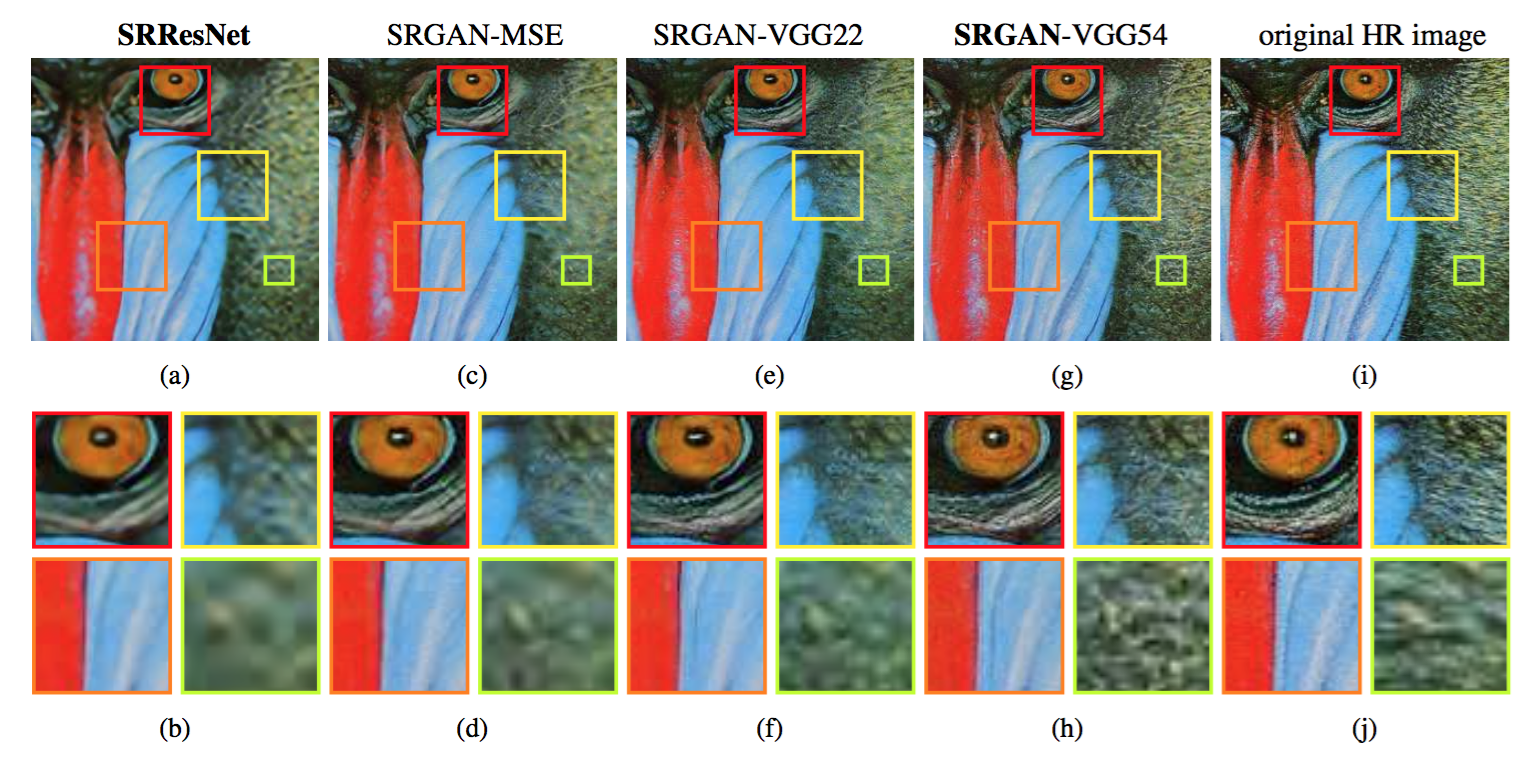 SRResNet SRGAN-MSE SRGAN-VGG22 SRGAN-VGG54 original HR image
(a) (c) (e) (g) (i)
(b) (d) (f) (h) (j)